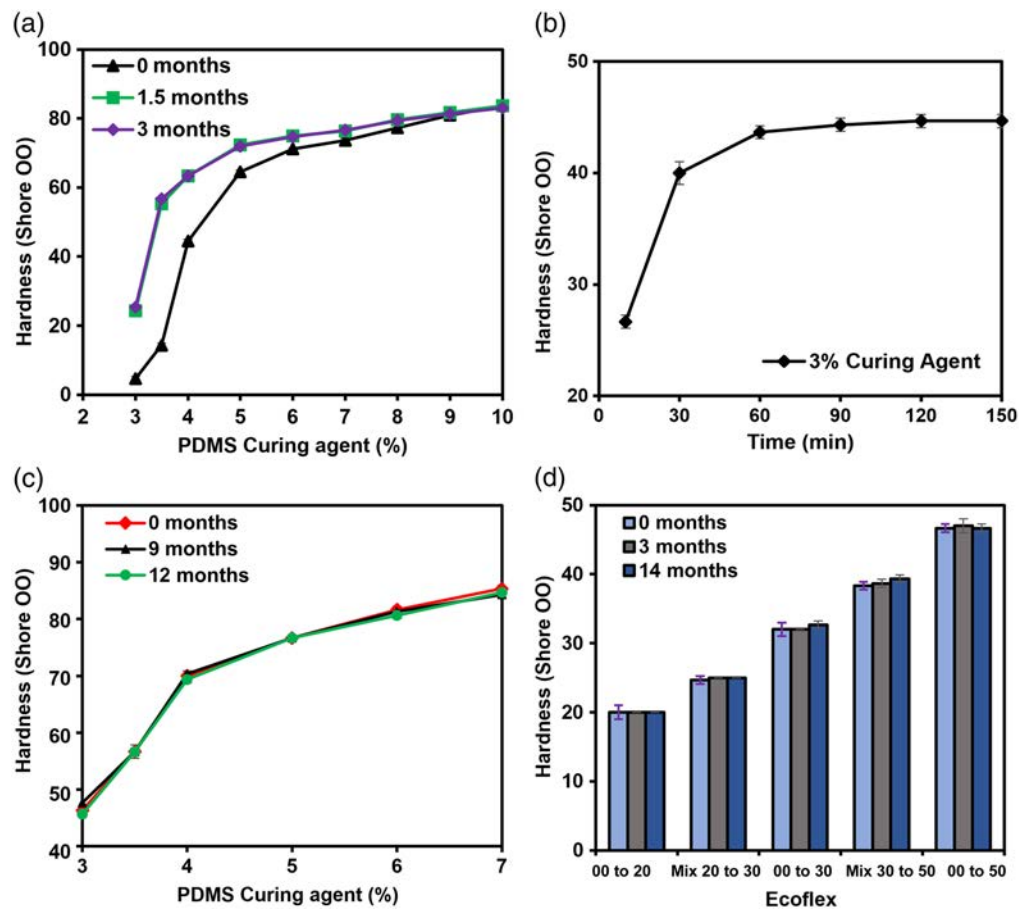 (a)
100
80
60
40
20
0
2 3 4 5 6 7 8 9 10
Hardness (Shore OO)
PDMS Curing agent (%)
0 months
1.5 months
3 months
(b)
50
40
30
20
0 30 60 90 120 150
Hardness (Shore OO)
Time (min)
3% Curing Agent
(c)
100
90
80
70
60
50
40
3 4 5 6 7
Hardness (Shore OO)
PDMS Curing agent (%)
0 months
9 months
12 months
(d)
50
40
30
20
10
0
00 to 20 Mix 20 to 30 00 to 30 Mix 30 to 50 00 to 50
Hardness (Shore OO)
Ecoflex
0 months
3 months
14 months